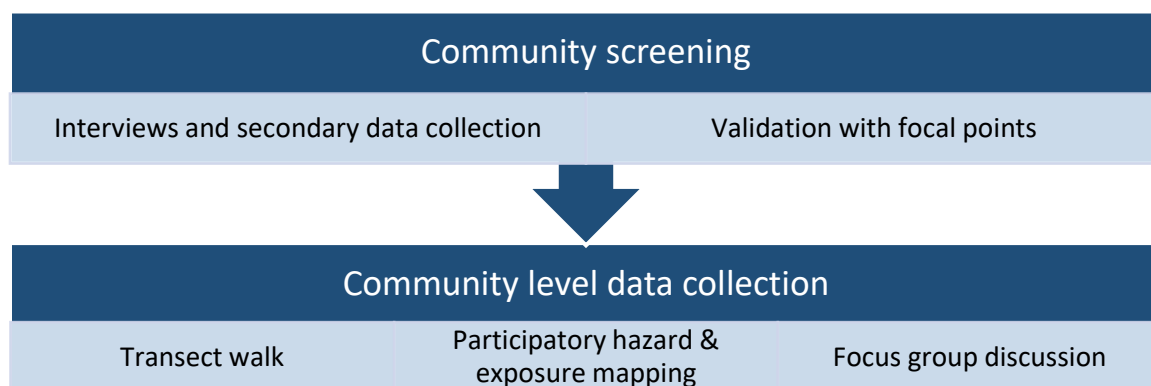 Community screening
Interviews and secondary data collection
Validation with focal points
Community level data collection
Transect walk
Participatory hazard &
exposure mapping
Focus group discussion